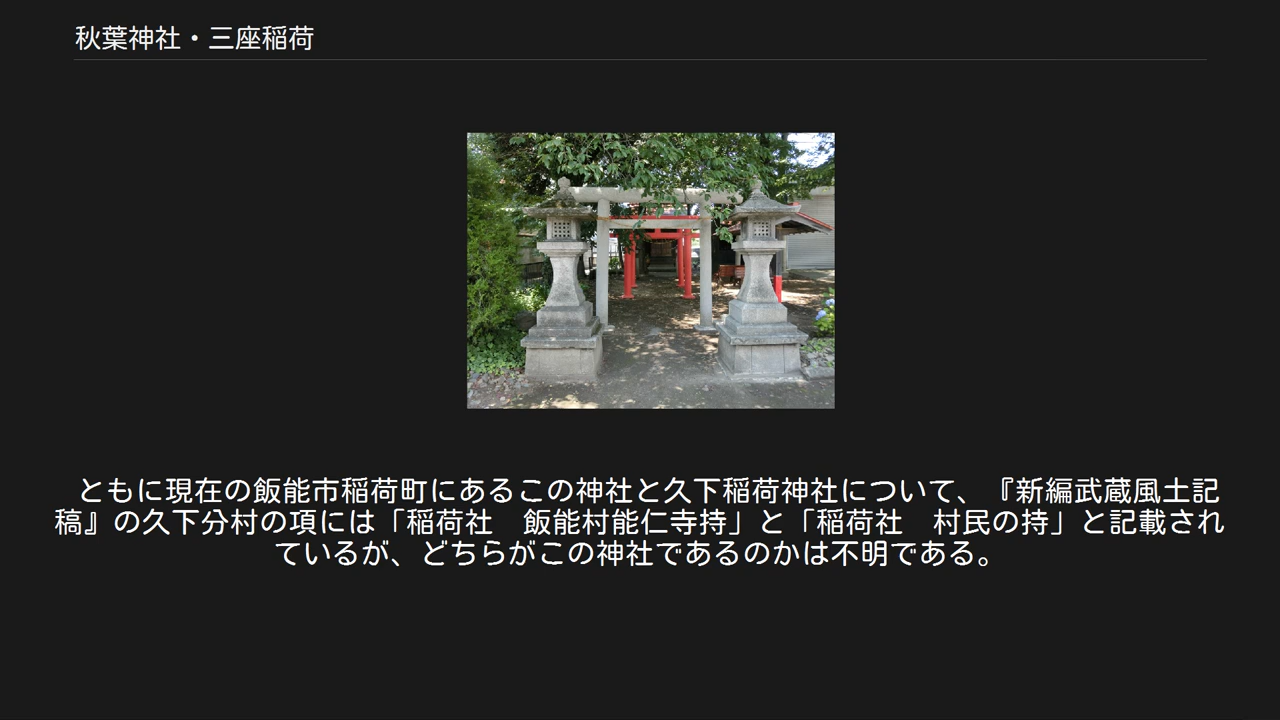 秋葉神社・三座稲荷
ともに現在の飯能市稲荷町にあるこの神社と久下稲荷神社について、『新編武蔵風土記
稿』の久下分村の項には「稲荷社　飯能村能仁寺持」と「稲荷社　村民の持」と記載され
ているが、どちらがこの神社であるのかは不明である。